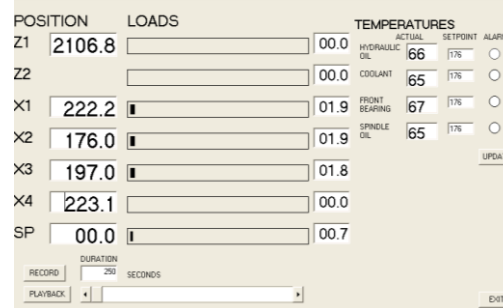 POSITION LOADS TEMPERATURES
ACTUAL SETPOINT ALAR
Z1 2106.8 00.0 HYDRAULIC OIL 66 176
Z2 00.0 COOLANT 65 176
X1 222.2 01.9 FRONT BEARING 67 176
X2 176.0 01.9 SPINDLE OIL 65 176
UPDA
X3 197.0 01.8
X4 223.1 00.0
SP 00.0 00.7
DURATION
RECORD 250 SECONDS
PLAYBACK
EXIT